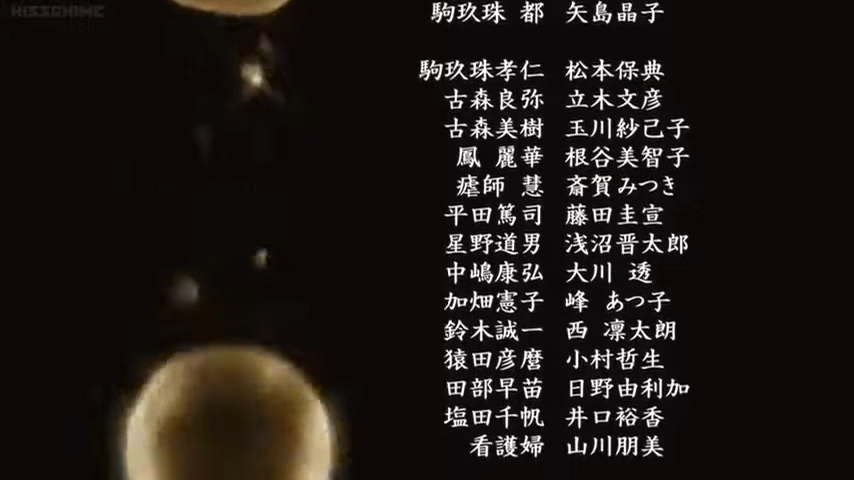 HISSOHIME
駒玖珠 都 矢島晶子
駒玖珠孝仁 松本保典
古森良弥 立木文彦
古森美樹 玉川紗己子
鳳 麗華 根谷美智子
瘧師 慧 斎賀みつき
平田篤司 藤田圭宣
星野道男 浅沼晋太郎
中嶋康弘 大川 透
加畑憲子 峰 あつ子
鈴木誠一 西 凛太朗
猿田彦麿 小村哲生
田部早苗 日野由利加
塩田千帆 井口裕香
看護婦 山川朋美